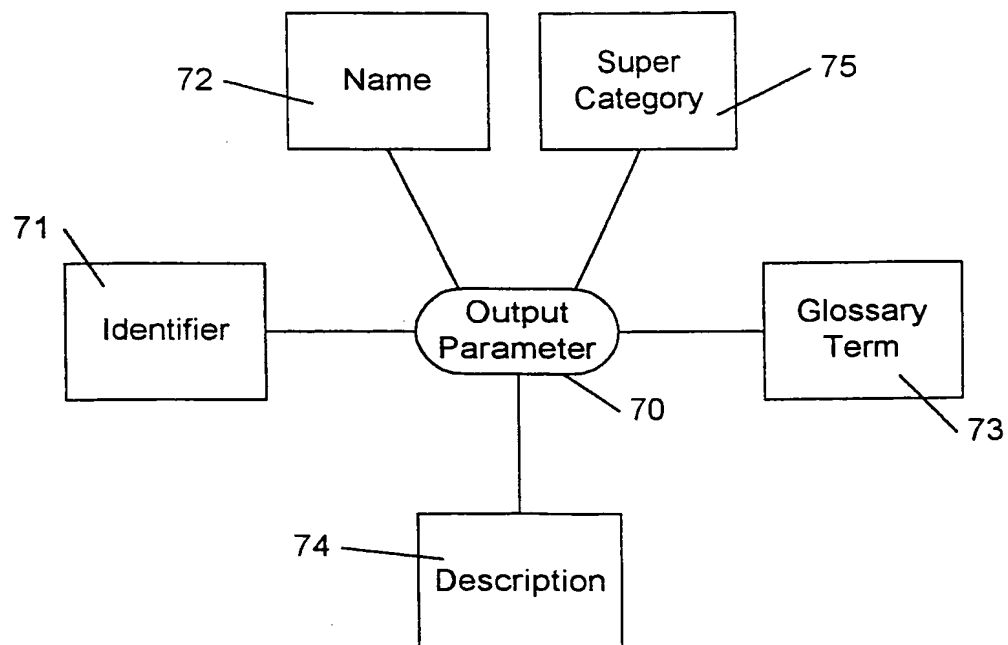 72
Name
Super
Category
75
71
Identifier
Output
Parameter
Glossary
Term
70
73
74
Description